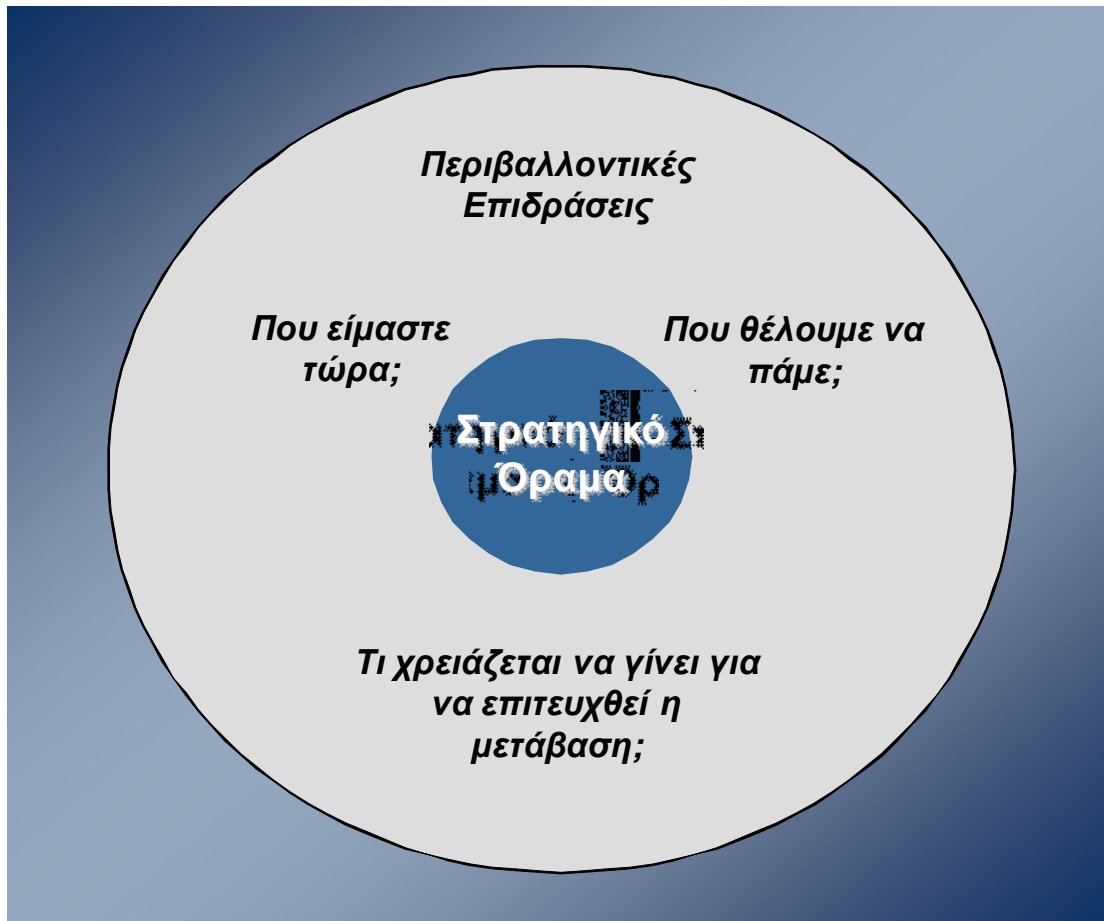 Περιβαλλοντικές
Επιδράσεις
Που είμαστε
τώρα;
Που θέλουμε να
πάμε;
Στρατηγικό
Όραμα
Τι χρειάζεται να γίνει για
να επιτευχθεί η
μετάβαση;